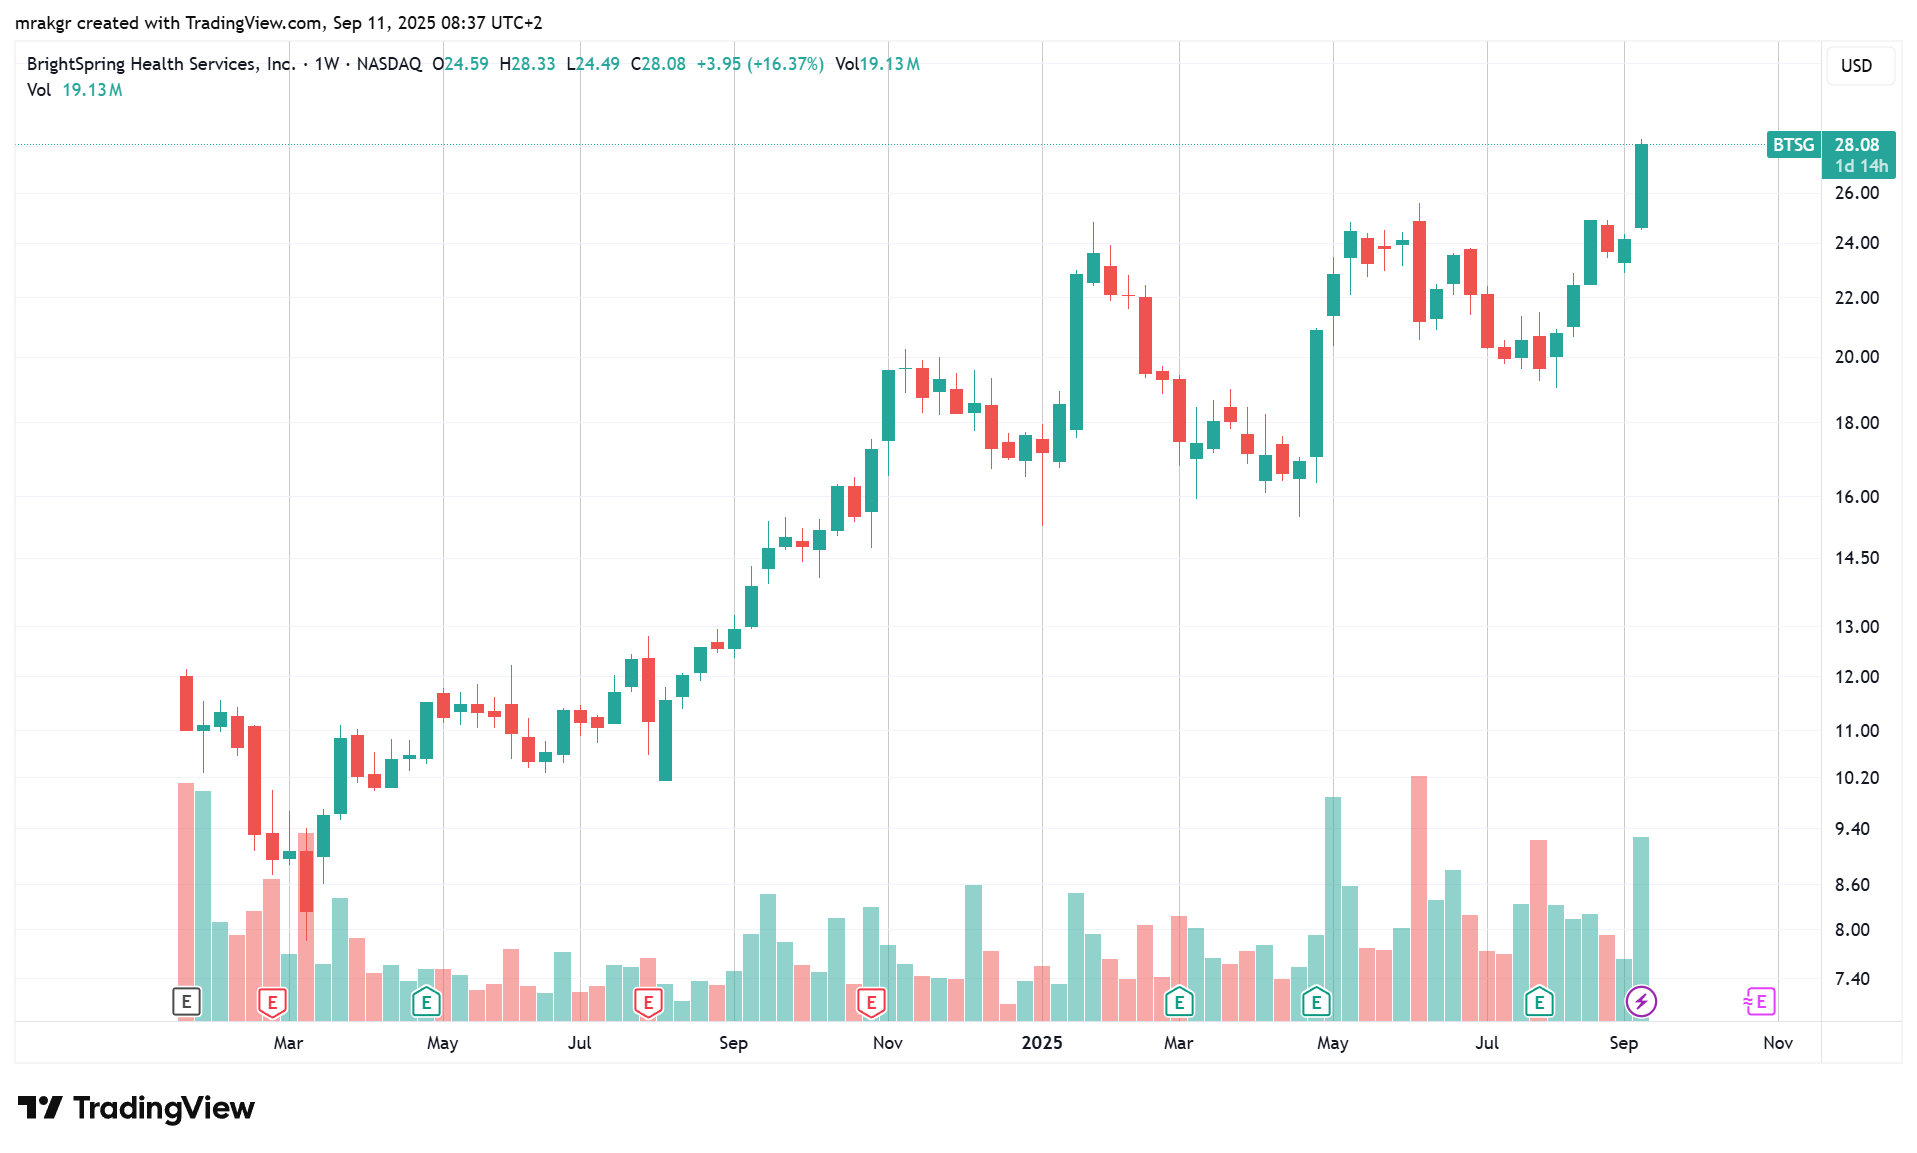 mrakgr created with TradingView.com, Sep 11, 2025 08:37 UTC+2
BrightSpring Health Services, Inc. · 1W · NASDAQ O24.59 H28.33 L24.49 C28.08 +3.95 (+16.37%) Vol19.13M
Vol 19.13M
USD
BTSG 28.08
1d 14h
26.00
24.00
22.00
20.00
18.00
16.00
14.50
13.00
12.00
11.00
10.20
9.40
8.60
8.00
7.40
E E E E E E E E ≈E
Mar May Jul Sep Nov 2025 Mar May Jul Sep Nov
TradingView